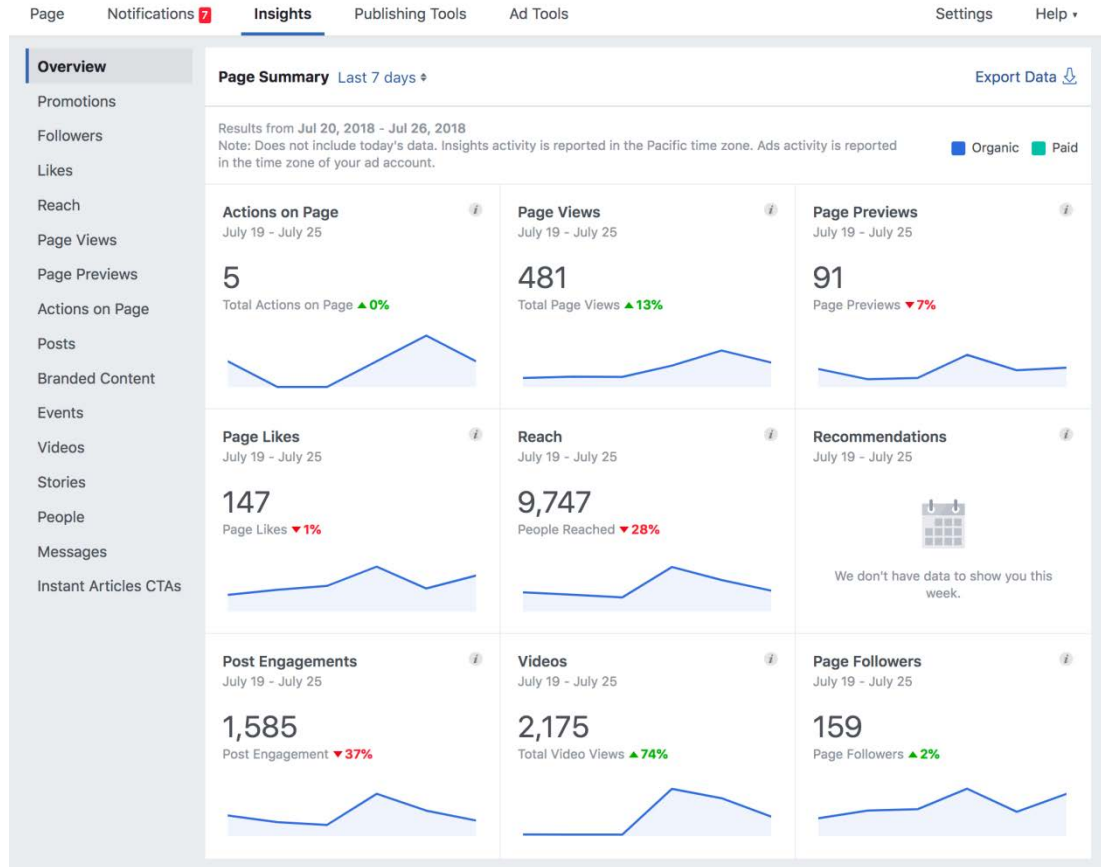 Page Notifications 7 Insights Publishing Tools Ad Tools Settings Help
Overview
Promotions
Followers
Likes
Reach
Page Views
Page Previews
Actions on Page
Posts
Branded Content
Events
Videos
Stories
People
Messages
Instant Articles CTAs
Page Summary Last 7 days
Export Data
Results from Jul 20, 2018 - Jul 26, 2018
Note: Does not include today's data. Insights activity is reported in the Pacific time zone. Ads activity is reported
in the time zone of your ad account.
Organic Paid
Actions on Page
July 19 - July 25
5
Total Actions on Page ▲0%
Page Views
July 19 - July 25
481
Total Page Views ▲13%
Page Previews
July 19 - July 25
91
Page Previews ▼7%
Page Likes
July 19 - July 25
147
Page Likes ▼1%
Reach
July 19 - July 25
9,747
People Reached ▼28%
Recommendations
July 19 - July 25
We don't have data to show you this
week.
Post Engagements
July 19 - July 25
1,585
Post Engagement ▼37%
Videos
July 19 - July 25
2,175
Total Video Views ▲74%
Page Followers
July 19 - July 25
159
Page Followers ▲2%